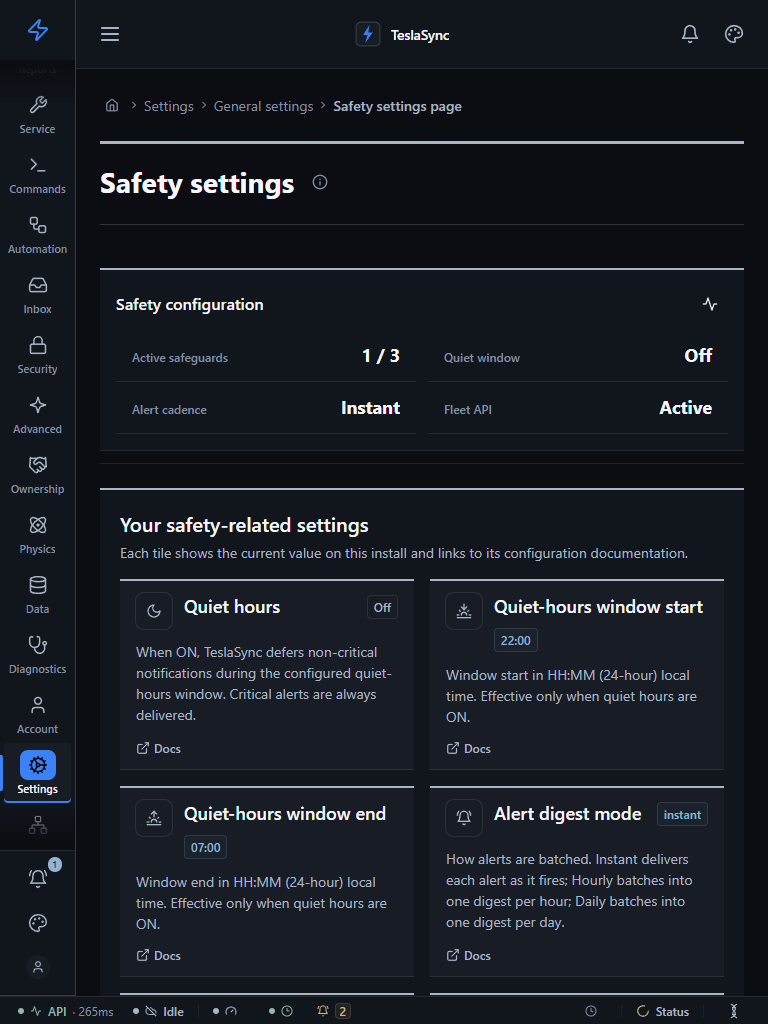 TeslaSync
Reports
Service
Commands
Automation
Inbox
Security
Advanced
Ownership
Physics
Data
Diagnostics
Account
Settings
1
Settings > General settings > Safety settings page
Safety settings
Safety configuration
Active safeguards 1 / 3
Quiet window Off
Alert cadence Instant
Fleet API Active
Your safety-related settings
Each tile shows the current value on this install and links to its configuration documentation.
Quiet hours Off
When ON, TeslaSync defers non-critical
notifications during the configured quiet-
hours window. Critical alerts are always
delivered.
Docs
Quiet-hours window start
22:00
Window start in HH:MM (24-hour) local
time. Effective only when quiet hours are
ON.
Docs
Quiet-hours window end
07:00
Window end in HH:MM (24-hour) local
time. Effective only when quiet hours are
ON.
Docs
Alert digest mode instant
How alerts are batched. Instant delivers
each alert as it fires; Hourly batches into
one digest per hour; Daily batches into
one digest per day.
Docs
API · 265ms Idle 2 Status